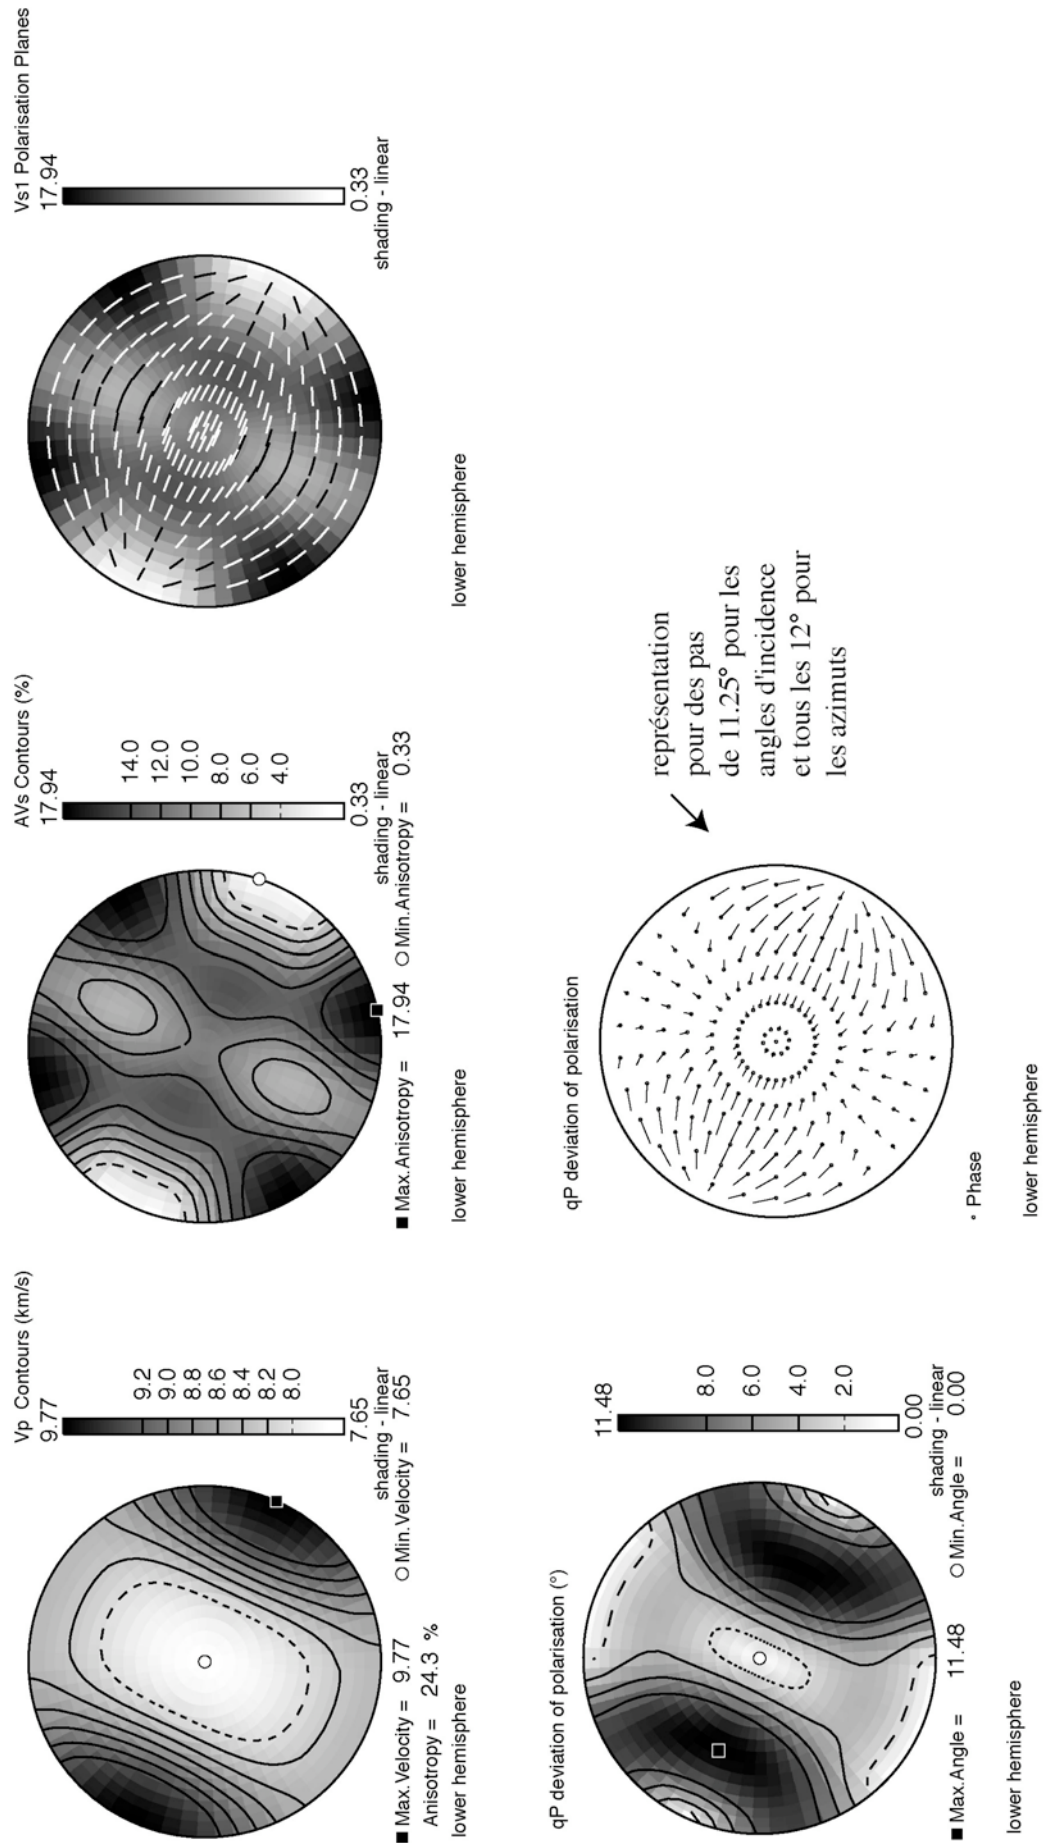 Vp Contours (km/s)
9.77
9.2
9.0
8.8
8.6
8.4
8.2
8.0
7.65
shading - linear
Max.Velocity = 9.77 Min.Velocity = 7.65
Anisotropy = 24.3 %
lower hemisphere
AVs Contours (%)
17.94
14.0
12.0
10.0
8.0
6.0
4.0
0.33
shading - linear
Max.Anisotropy = 17.94 Min.Anisotropy = 0.33
lower hemisphere
Vs1 Polarisation Planes
17.94
0.33
shading - linear
lower hemisphere
qP deviation of polarisation (°)
11.48
8.0
6.0
4.0
2.0
0.00
shading - linear
Max.Angle = 11.48 Min.Angle = 0.00
lower hemisphere
qP deviation of polarisation
Phase
lower hemisphere
représentation
pour des pas
de 11.25° pour les
angles d'incidence
et tous les 12° pour
les azimuts